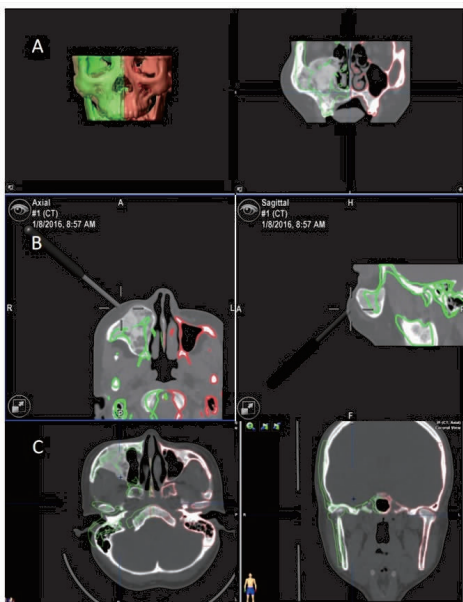 A
Axial
#1 (CT)
1/8/2016, 8:57 AM
A
B
R
L
Sagittal
#1 (CT)
1/8/2016, 8:57 AM
H
A
C
F